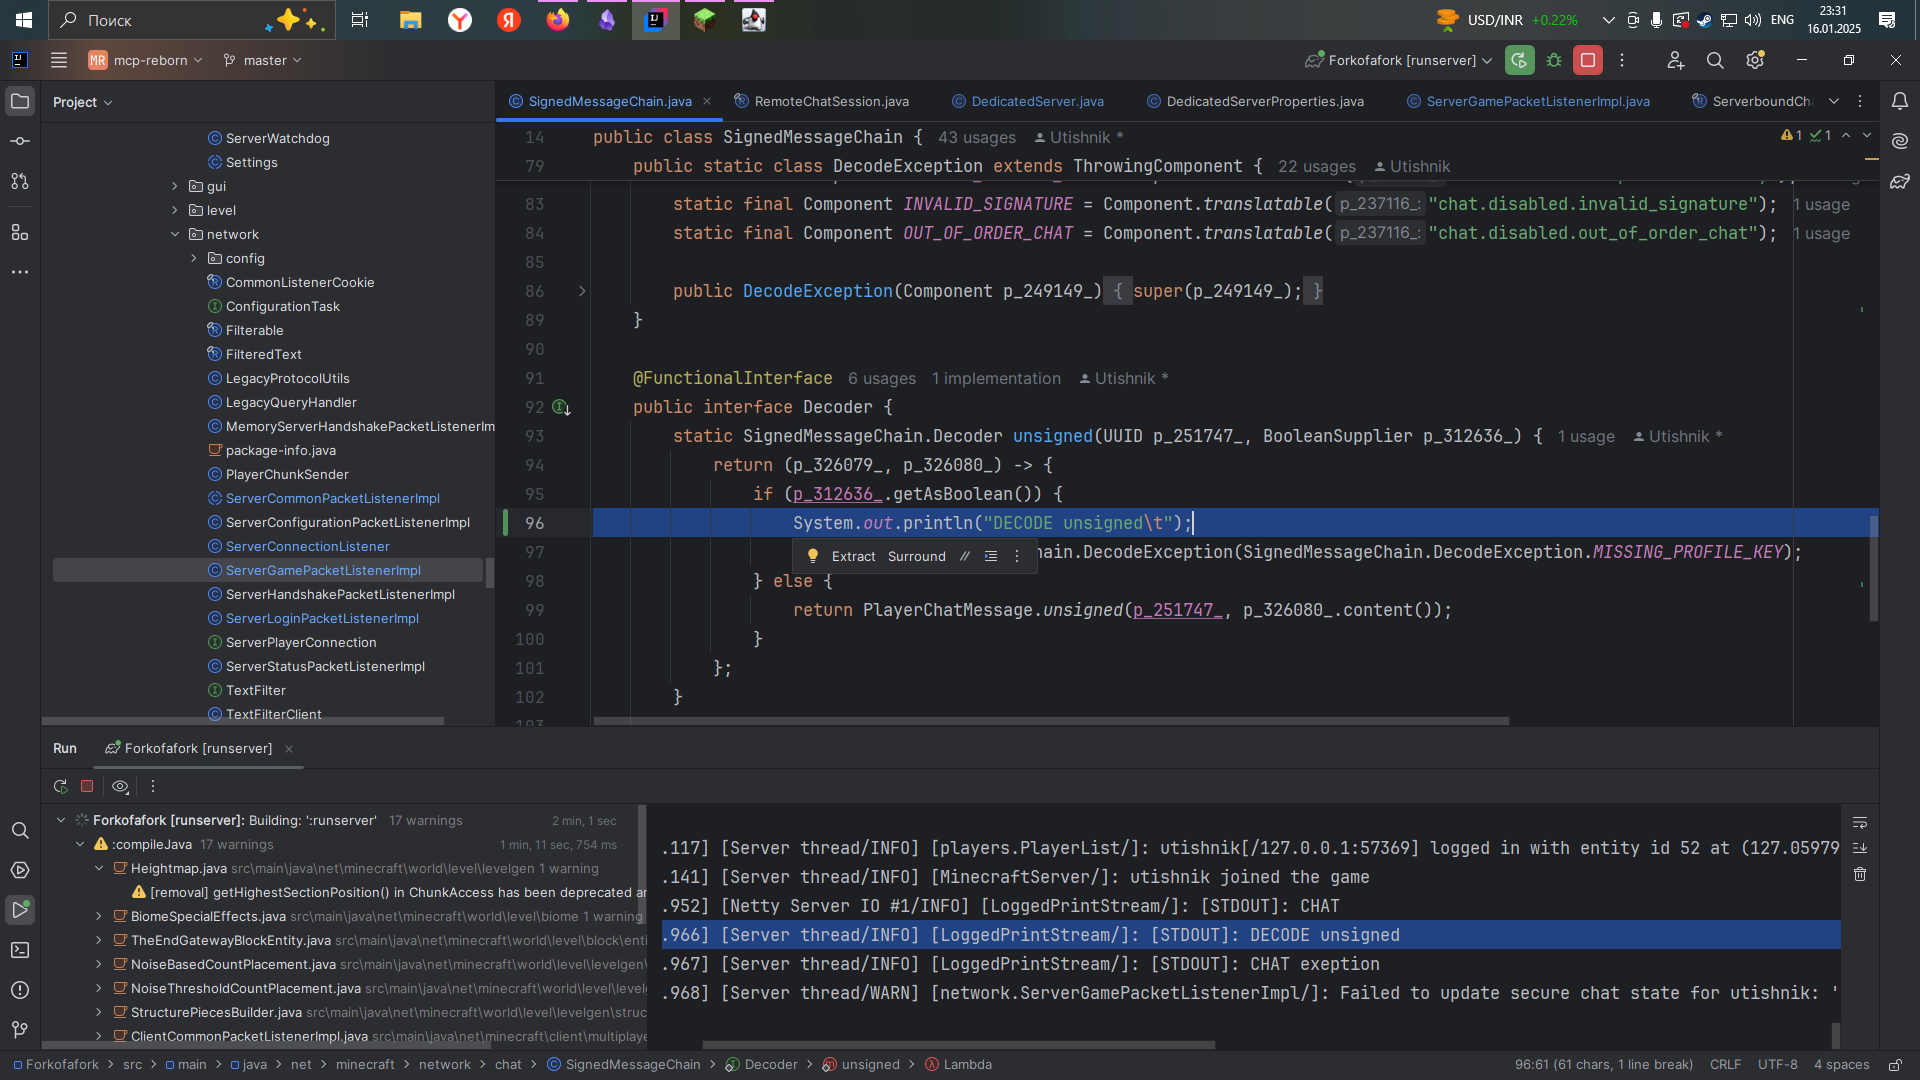 Поиск
USD/INR +0.22%
ENG
23:31
16.01.2025
MR mcp-reborn
master
Forkofafork [runserver]
Project
SignedMessageChain.java
RemoteChatSession.java
DedicatedServer.java
DedicatedServerProperties.java
ServerGamePacketListenerImpl.java
ServerboundCh
ServerWatchdog
Settings
gui
level
network
config
CommonListenerCookie
ConfigurationTask
Filterable
FilteredText
LegacyProtocolUtils
LegacyQueryHandler
MemoryServerHandshakePacketListenerIm
package-info.java
PlayerChunkSender
ServerCommonPacketListenerImpl
ServerConfigurationPacketListenerImpl
ServerConnectionListener
ServerGamePacketListenerImpl
ServerHandshakePacketListenerImpl
ServerLoginPacketListenerImpl
ServerPlayerConnection
ServerStatusPacketListenerImpl
TextFilter
TextFilterClient
14 public class SignedMessageChain { 43 usages Utishnik *
1 1
79 public static class DecodeException extends ThrowingComponent { 22 usages Utishnik
83 static final Component INVALID_SIGNATURE = Component.translatable( p_237116_: "chat.disabled.invalid_signature"); 1 usage
84 static final Component OUT_OF_ORDER_CHAT = Component.translatable( p_237116_: "chat.disabled.out_of_order_chat"); 1 usage
85
86 public DecodeException(Component p_249149_) { super(p_249149_); }
89 }
90
91 @FunctionalInterface 6 usages 1 implementation Utishnik *
92 public interface Decoder {
93 static SignedMessageChain.Decoder unsigned(UUID p_251747_, BooleanSupplier p_312636_) { 1 usage Utishnik *
94 return (p_326079_, p_326080_) -> {
95 if (p_312636_.getAsBoolean()) {
96 System.out.println("DECODE unsigned\t");
97 hain.DecodeException(SignedMessageChain.DecodeException.MISSING_PROFILE_KEY);
Extract Surround //
98 } else {
99 return PlayerChatMessage.unsigned(p_251747_, p_326080_.content());
100 }
101 };
102 }
103
Run Forkofafork [runserver]
Forkofafork [runserver]: Building: ':runserver' 17 warnings 2 min, 1 sec
:compileJava 17 warnings 1 min, 11 sec, 754 ms
Heightmap.java src\main\java\net\minecraft\world\level\levelgen 1 warning
[removal] getHighestSectionPosition() in ChunkAccess has been deprecated an
BiomeSpecialEffects.java src\main\java\net\minecraft\world\level\biome 1 warning
TheEndGatewayBlockEntity.java src\main\java\net\minecraft\world\level\block\enti
NoiseBasedCountPlacement.java src\main\java\net\minecraft\world\level\levelgen\
NoiseThresholdCountPlacement.java src\main\java\net\minecraft\world\level\level
StructurePiecesBuilder.java src\main\java\net\minecraft\world\level\levelgen\struc
ClientCommonPacketListenerImpl.java src\main\java\net\minecraft\client\multiplaye
.117] [Server thread/INFO] [players.PlayerList/]: utishnik[/127.0.0.1:57369] logged in with entity id 52 at (127.05979
.141] [Server thread/INFO] [MinecraftServer/]: utishnik joined the game
.952] [Netty Server IO #1/INFO] [LoggedPrintStream/]: [STDOUT]: CHAT
.966] [Server thread/INFO] [LoggedPrintStream/]: [STDOUT]: DECODE unsigned
.967] [Server thread/INFO] [LoggedPrintStream/]: [STDOUT]: CHAT exeption
.968] [Server thread/WARN] [network.ServerGamePacketListenerImpl/]: Failed to update secure chat state for utishnik: '
Forkofafork > src > main > java > net > minecraft > network > chat > SignedMessageChain > Decoder > unsigned > Lambda
96:61 (61 chars, 1 line break) CRLF UTF-8 4 spaces